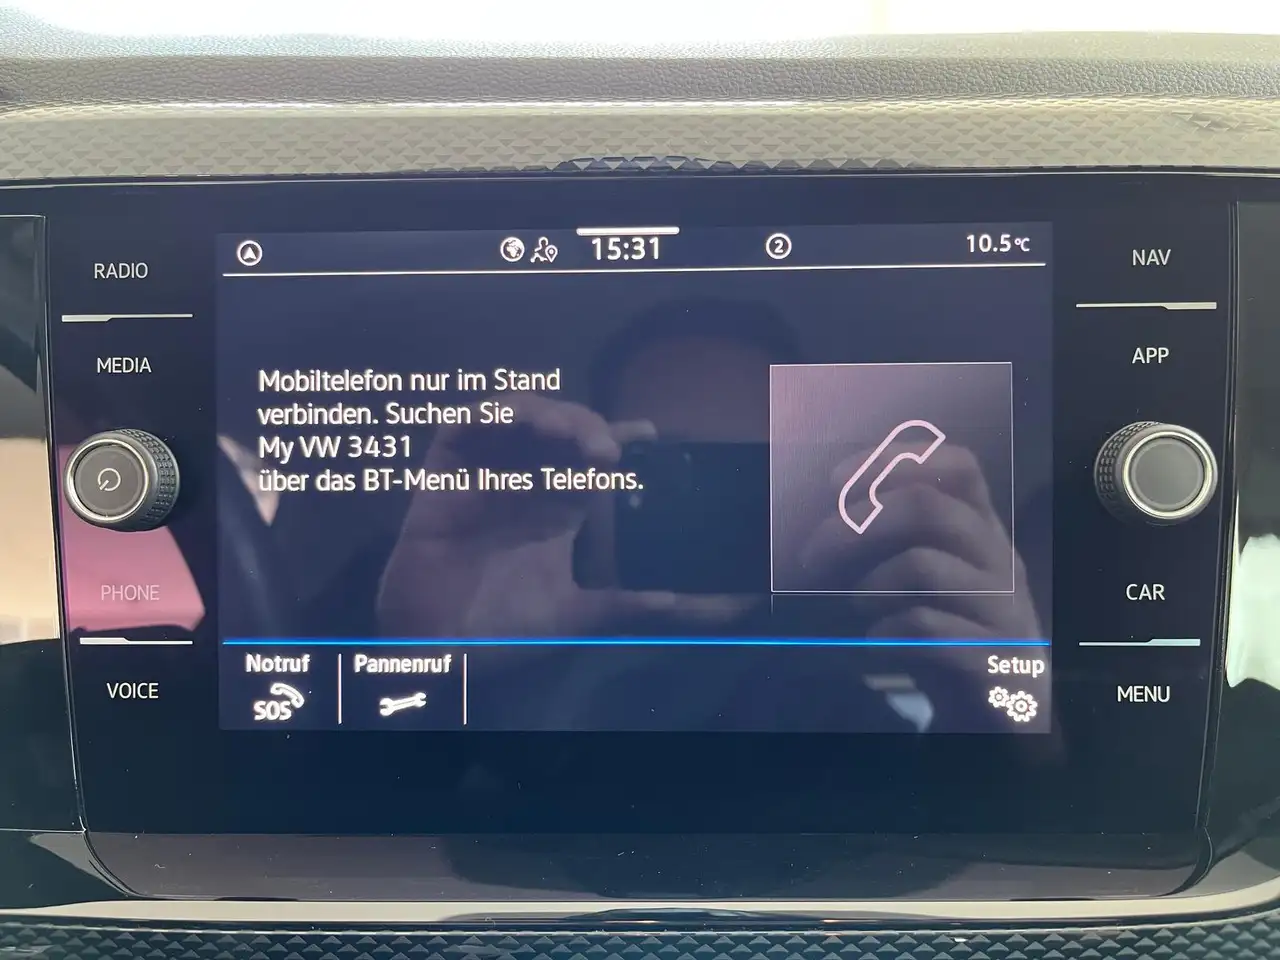 RADIO
MEDIA
PHONE
VOICE
15:31
2
10.5°C
Mobiltelefon nur im Stand
verbinden. Suchen Sie
My VW 3431
über das BT-Menü Ihres Telefons.
Notruf
SOS
Pannenruf
Setup
NAV
APP
CAR
MENU